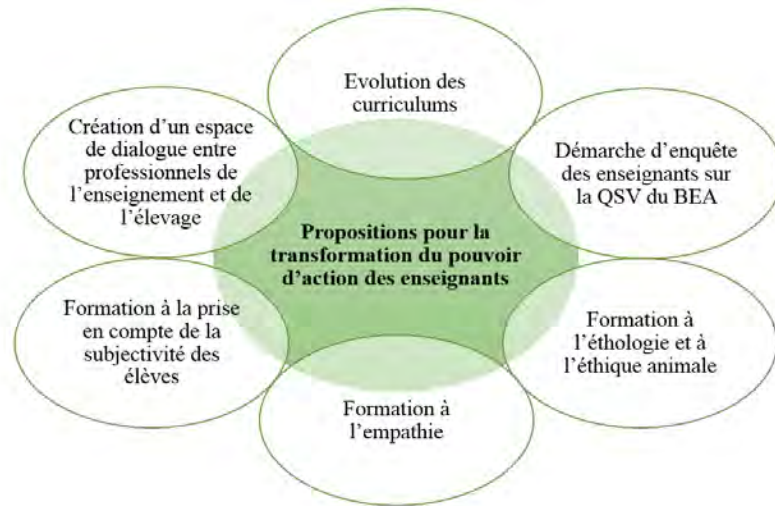 Evolution des
curriculums
Création d’un espace
de dialogue entre
professionnels de
l’enseignement et de
l’élevage
Démarche d’enquête
des enseignants sur
la QSV du BEA
Propositions pour la
transformation du pouvoir
d’action des enseignants
Formation à la prise
en compte de la
subjectivité des
élèves
Formation à
l’éthologie et à
l’éthique animale
Formation à
l’empathie